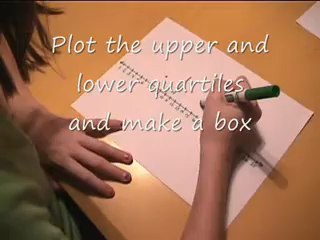 Plot the upper and
lower quartiles
and make a box